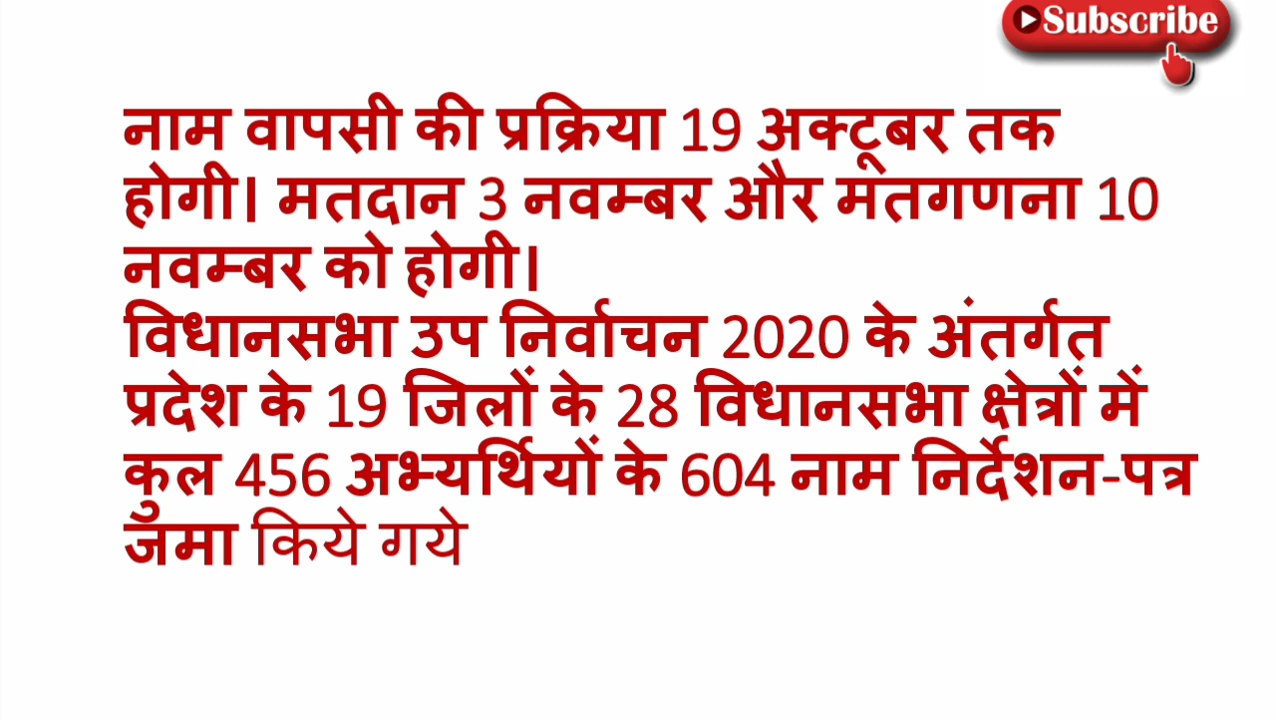 Subscribe
नाम वापसी की प्रक्रिया 19 अक्टूबर तक
होगी। मतदान 3 नवम्बर और मतगणना 10
नवम्बर को होगी।
विधानसभा उप निर्वाचन 2020 के अंतर्गत
प्रदेश के 19 जिलों के 28 विधानसभा क्षेत्रों में
कुल 456 अभ्यर्थियों के 604 नाम निर्देशन-पत्र
जमा किये गये